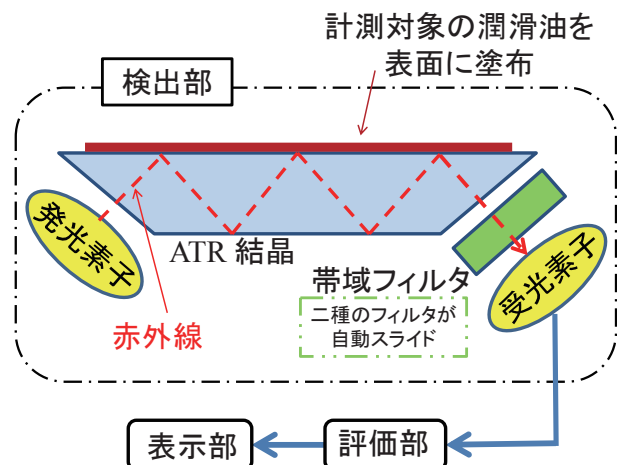 計測対象の潤滑油を
表面に塗布
検出部
発光素子
ATR 結晶
帯域フィルタ
二種のフィルタが
自動スライド
受光素子
赤外線
表示部
評価部